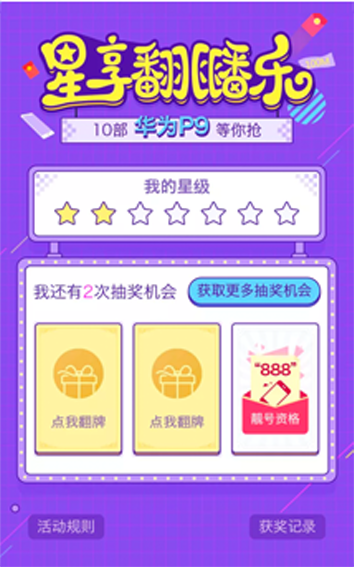 星享翻翻乐
10部 华为P9 等你抢
我的星级
我还有2次抽奖机会
获取更多抽奖机会
点我翻牌
点我翻牌
"888"
靓号资格
活动规则
获奖记录